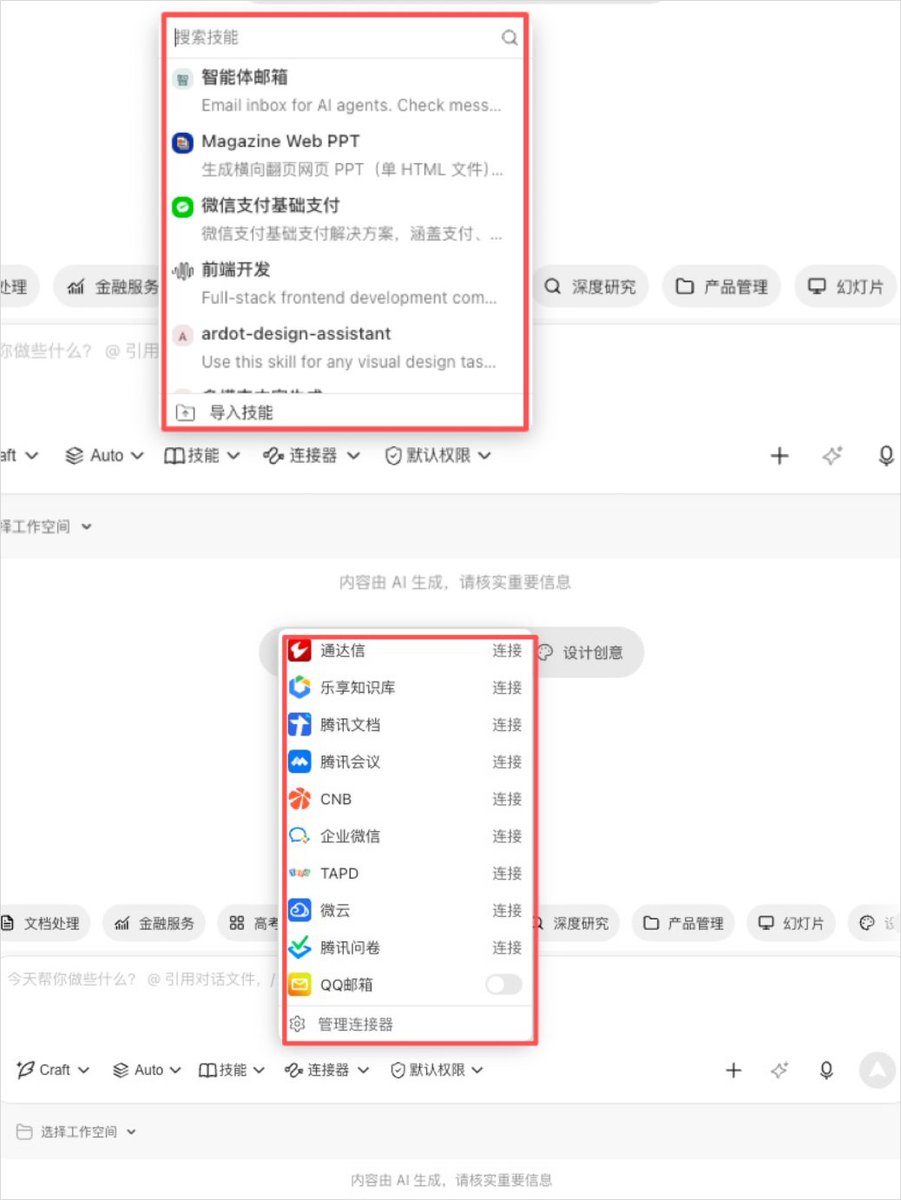 搜索技能
智能体邮箱
Email inbox for AI agents. Check mess...
Magazine Web PPT
生成横向翻页网页 PPT（单 HTML 文件）...
微信支付基础支付
微信支付基础支付解决方案，涵盖支付、...
前端开发
Full-stack frontend development com...
ardot-design-assistant
Use this skill for any visual design tas...
导入技能
处理 金融服务 深度研究 产品管理 幻灯片
你做些什么？ @ 引用
aft Auto 技能 连接器 默认权限
择工作空间
内容由 AI 生成，请核实重要信息
设计创意
通达信 连接
乐享知识库 连接
腾讯文档 连接
腾讯会议 连接
CNB 连接
企业微信 连接
TAPD 连接
微云 连接
腾讯问卷 连接
QQ邮箱
管理连接器
文档处理 金融服务 高考 深度研究 产品管理 幻灯片 设
今天帮你做些什么？ @ 引用对话文件，/
Craft Auto 技能 连接器 默认权限
选择工作空间
内容由 AI 生成，请核实重要信息